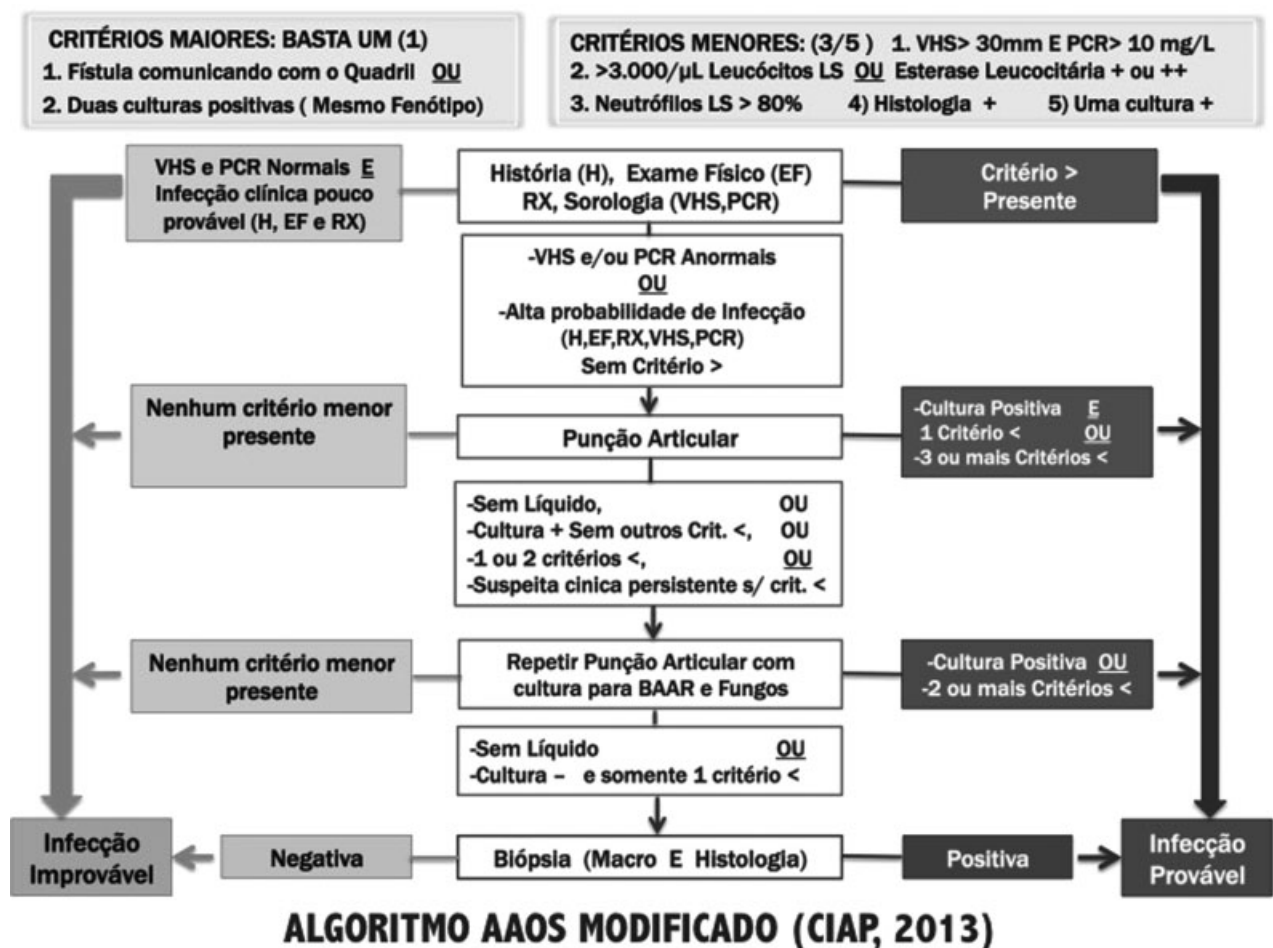 CRITÉRIOS MAIORES: BASTA UM (1)
1. Fístula comunicando com o Quadril OU
2. Duas culturas positivas ( Mesmo Fenótipo)
CRITÉRIOS MENORES: (3/5 ) 1. VHS> 30mm E PCR> 10 mg/L
2. >3.000/µL Leucócitos LS OU Esterase Leucocitária + ou ++
3. Neutrófilos LS > 80% 4) Histologia + 5) Uma cultura +
VHS e PCR Normais E
Infecção clínica pouco
provável (H, EF e RX)
História (H), Exame Físico (EF)
RX, Sorologia (VHS,PCR)
Critério >
Presente
-VHS e/ou PCR Anormais
OU
-Alta probabilidade de Infecção
(H,EF,RX,VHS,PCR)
Sem Critério >
Nenhum critério menor
presente
Punção Articular
-Cultura Positiva E
1 Critério < OU
-3 ou mais Critérios <
-Sem Líquido, OU
-Cultura + Sem outros Crit. <, OU
-1 ou 2 critérios <, OU
-Suspeita cinica persistente s/ crit. <
Nenhum critério menor
presente
Repetir Punção Articular com
cultura para BAAR e Fungos
-Cultura Positiva OU
-2 ou mais Critérios <
-Sem Líquido OU
-Cultura – e somente 1 critério <
Infecção
Improvável
Negativa
Biópsia (Macro E Histologia)
Positiva
Infecção
Provável
ALGORITMO AAOS MODIFICADO (CIAP, 2013)